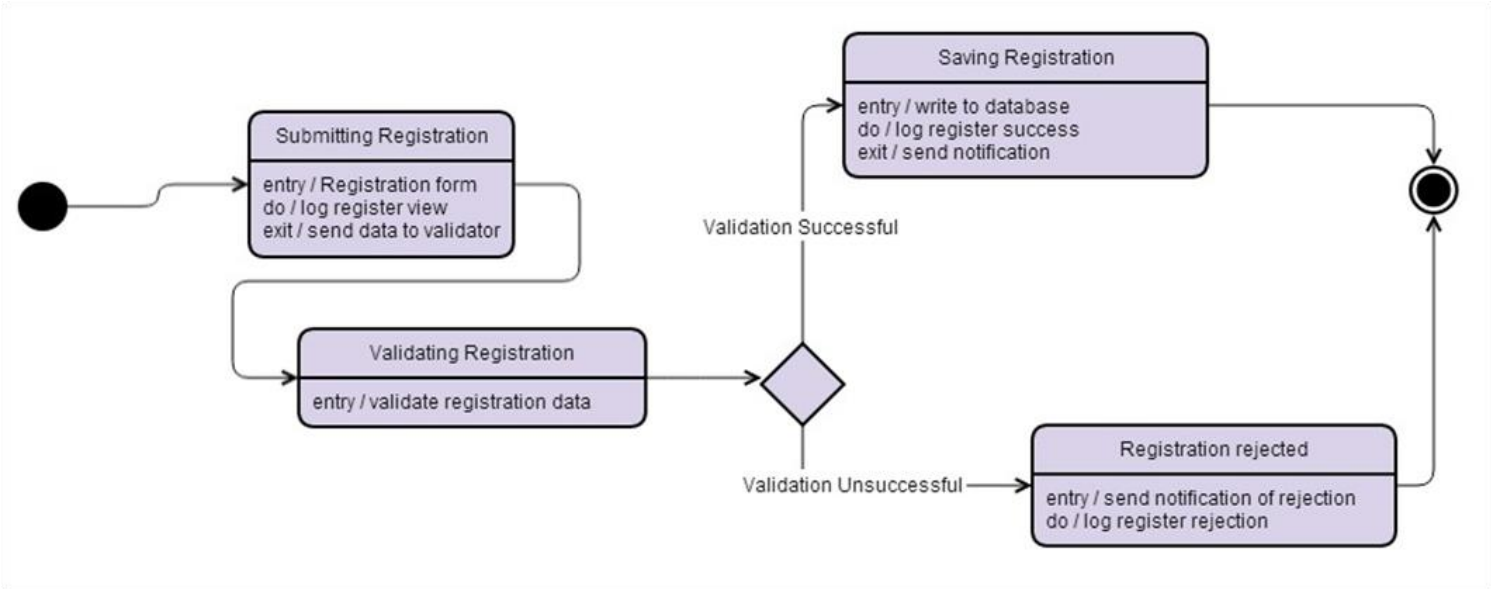 Submitting Registration
entry / Registration form
do / log register view
exit / send data to validator
Validating Registration
entry / validate registration data
Validation Successful
Saving Registration
entry / write to database
do / log register success
exit / send notification
Validation Unsuccessful
Registration rejected
entry / send notification of rejection
do / log register rejection